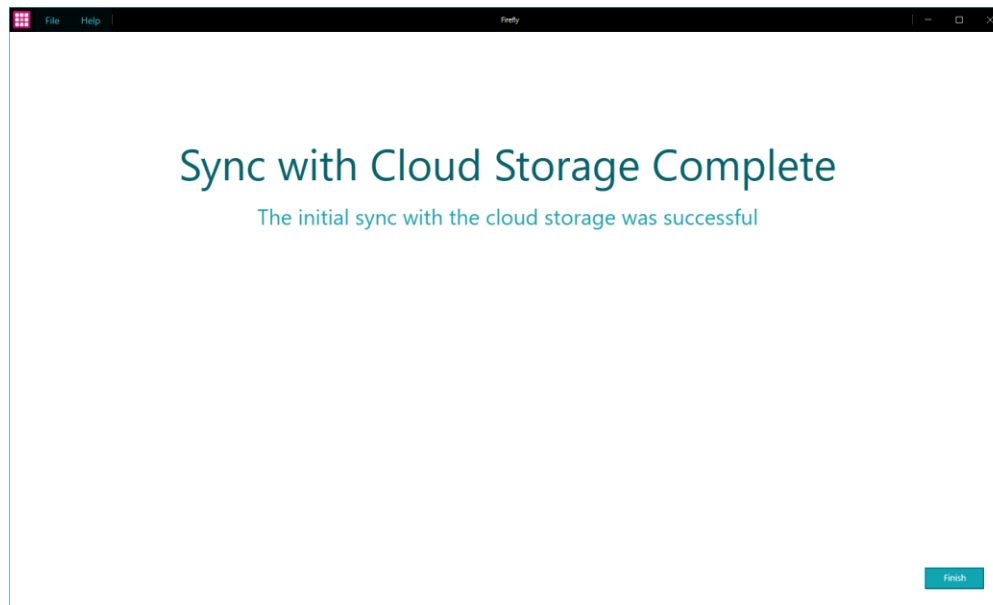 File Help Firefly
Sync with Cloud Storage Complete
The initial sync with the cloud storage was successful
Finish